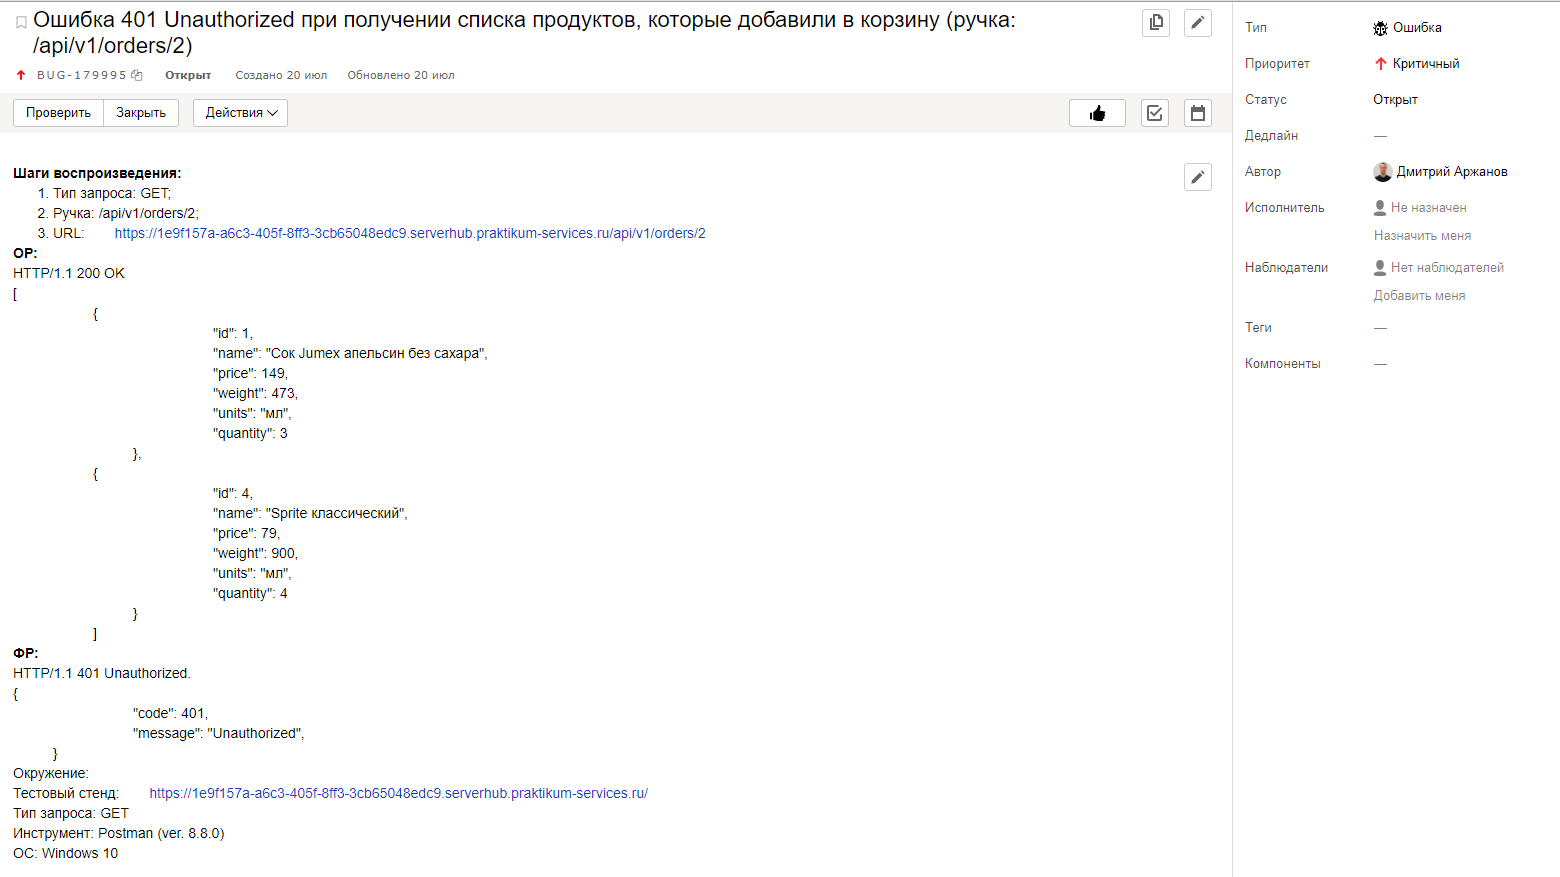 Ошибка 401 Unauthorized при получении списка продуктов, которые добавили в корзину (ручка:
/api/v1/orders/2)
BUG-179995 Открыт Создано 20 июл Обновлено 20 июл
Проверить Закрыть Действия
Шаги воспроизведения:
1. Тип запроса: GET;
2. Ручка: /api/v1/orders/2;
3. URL: https://1e9f157a-a6c3-405f-8ff3-3cb65048edc9.serverhub.praktikum-services.ru/api/v1/orders/2
ОР:
HTTP/1.1 200 OK
[
{
"id": 1,
"name": "Сок Jumex апельсин без сахара",
"price": 149,
"weight": 473,
"units": "мл",
"quantity": 3
},
{
"id": 4,
"name": "Sprite классический",
"price": 79,
"weight": 900,
"units": "мл",
"quantity": 4
}
]
ФР:
HTTP/1.1 401 Unauthorized.
{
"code": 401,
"message": "Unauthorized",
}
Окружение:
Тестовый стенд: https://1e9f157a-a6c3-405f-8ff3-3cb65048edc9.serverhub.praktikum-services.ru/
Тип запроса: GET
Инструмент: Postman (ver. 8.8.0)
ОС: Windows 10
Тип Ошибка
Приоритет Критичный
Статус Открыт
Дедлайн —
Автор Дмитрий Аржанов
Исполнитель Не назначен
Назначить меня
Наблюдатели Нет наблюдателей
Добавить меня
Теги —
Компоненты —